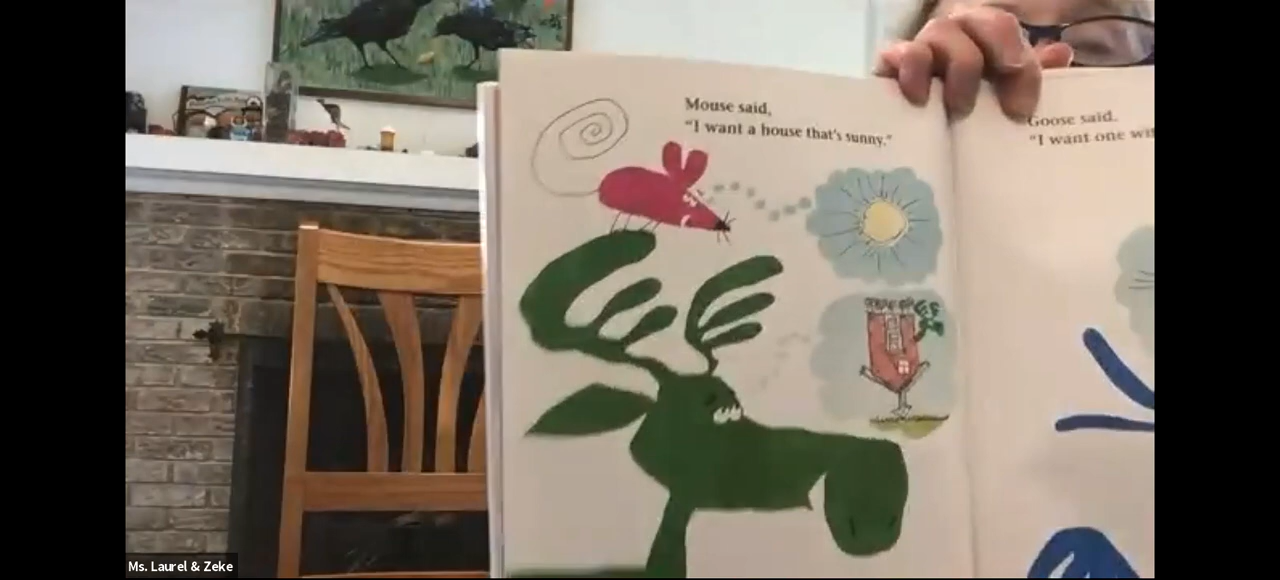 Mouse said,
"I want a house that's sunny."
Goose said.
"I want one
Ms. Laurel & Zeke